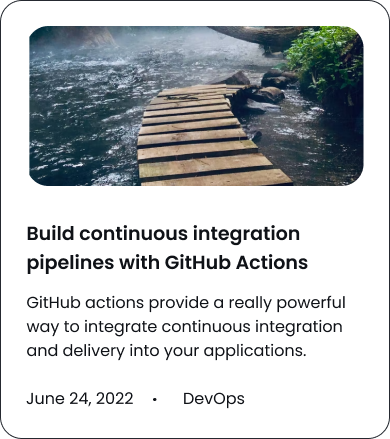 Build continuous integration
pipelines with GitHub Actions
GitHub actions provide a really powerful
way to integrate continuous integration
and delivery into your applications.
June 24, 2022 • DevOps